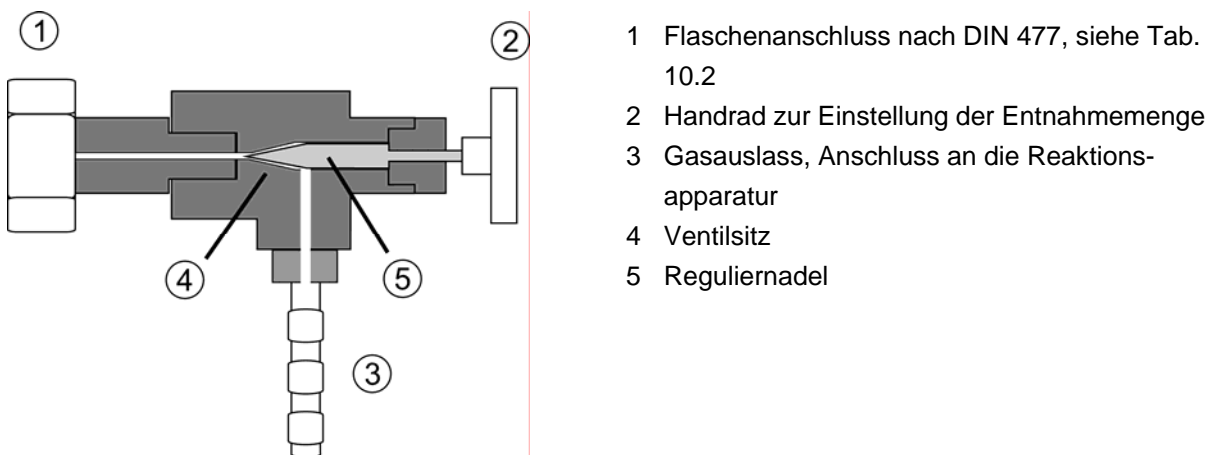 1
2
4
5
3
1 Flaschenanschluss nach DIN 477, siehe Tab.
10.2
2 Handrad zur Einstellung der Entnahmemenge
3 Gasauslass, Anschluss an die Reaktions-
apparatur
4 Ventilsitz
5 Reguliernadel